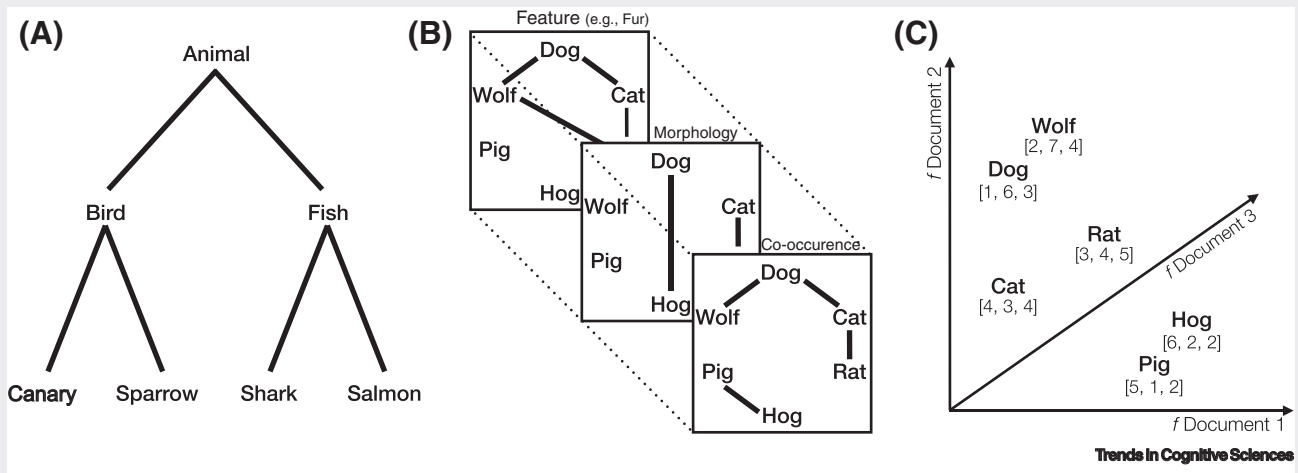 (A)
Animal
Bird
Fish
Canary
Sparrow
Shark
Salmon
(B)
Feature (e.g., Fur)
Dog
Wolf
Cat
Pig
Hog
Morphology
Dog
Wolf
Cat
Pig
Hog
Co-occurence
Dog
Wolf
Cat
Pig
Rat
Hog
(C)
f Document 2
Wolf
[2, 7, 4]
Dog
[1, 6, 3]
Rat
[3, 4, 5]
f Document 3
Cat
[4, 3, 4]
Hog
[6, 2, 2]
Pig
[5, 1, 2]
f Document 1
Trends in Cognitive Sciences